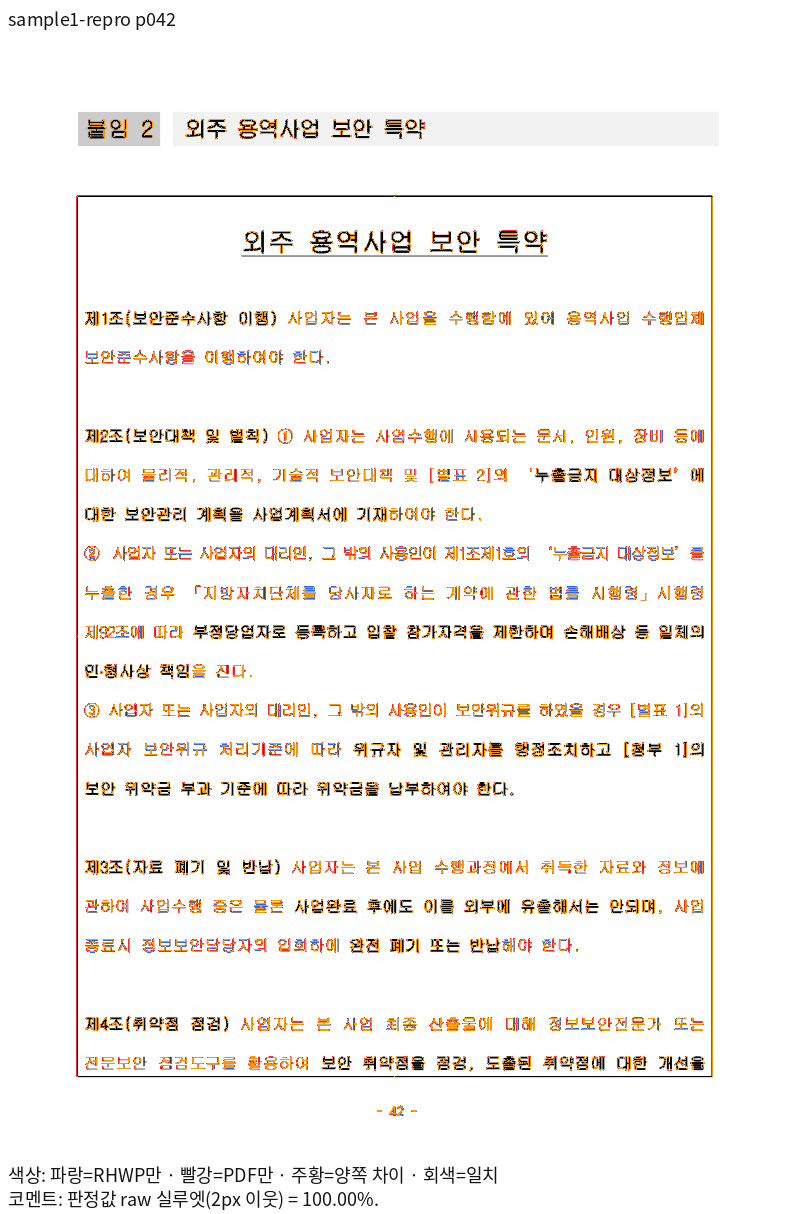 sample1-repro p042
붙임 2 외주 용역사업 보안 특약
외주 용역사업 보안 특약
제1조(보안준수사항 이행) 사업자는 본 사업을 수행함에 있어 용역사업 수행업체
보안준수사항을 이행하여야 한다.
제2조(보안대책 및 벌칙) ① 사업자는 사업수행에 사용되는 문서, 인원, 장비 등에
대하여 물리적, 관리적, 기술적 보안대책 및 [별표 2]의 ‘누출금지 대상정보’에
대한 보안관리 계획을 사업계획서에 기재하여야 한다.
② 사업자 또는 사업자의 대리인, 그 밖의 사용인이 제1조제1호의 ‘누출금지 대상정보’를
누출한 경우 「지방자치단체를 당사자로 하는 계약에 관한 법률 시행령」시행령
제92조에 따라 부정당업자로 등록하고 입찰 참가자격을 제한하며 손해배상 등 일체의
민·형사상 책임을 진다.
③ 사업자 또는 사업자의 대리인, 그 밖의 사용인이 보안위규를 하였을 경우 [별표 1]의
사업자 보안위규 처리기준에 따라 위규자 및 관리자를 행정조치하고 [첨부 1]의
보안 위약금 부과 기준에 따라 위약금을 납부하여야 한다.
제3조(자료 폐기 및 반납) 사업자는 본 사업 수행과정에서 취득한 자료와 정보에
관하여 사업수행 중은 물론 사업완료 후에도 이를 외부에 유출해서는 안되며, 사업
종료시 정보보안담당자의 입회하에 완전 폐기 또는 반납해야 한다.
제4조(취약점 점검) 사업자는 본 사업 최종 산출물에 대해 정보보안전문가 또는
전문보안 점검도구를 활용하여 보안 취약점을 점검, 도출된 취약점에 대한 개선을
- 42 -
색상: 파랑=RHWP만 · 빨강=PDF만 · 주황=양쪽 차이 · 회색=일치
코멘트: 판정값 raw 실루엣(2px 이웃) = 100.00%.